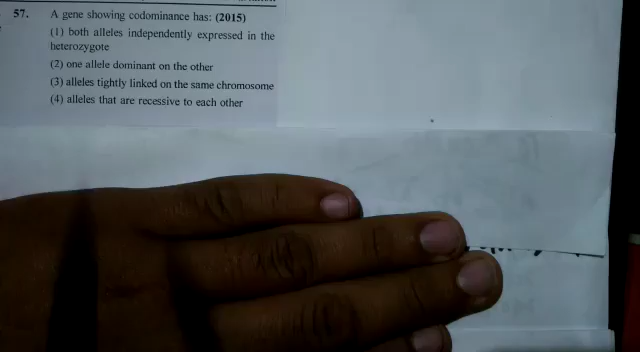 57. A gene showing codominance has: (2015)
(1) both alleles independently expressed in the
heterozygote
(2) one allele dominant on the other
(3) alleles tightly linked on the same chromosome
(4) alleles that are recessive to each other